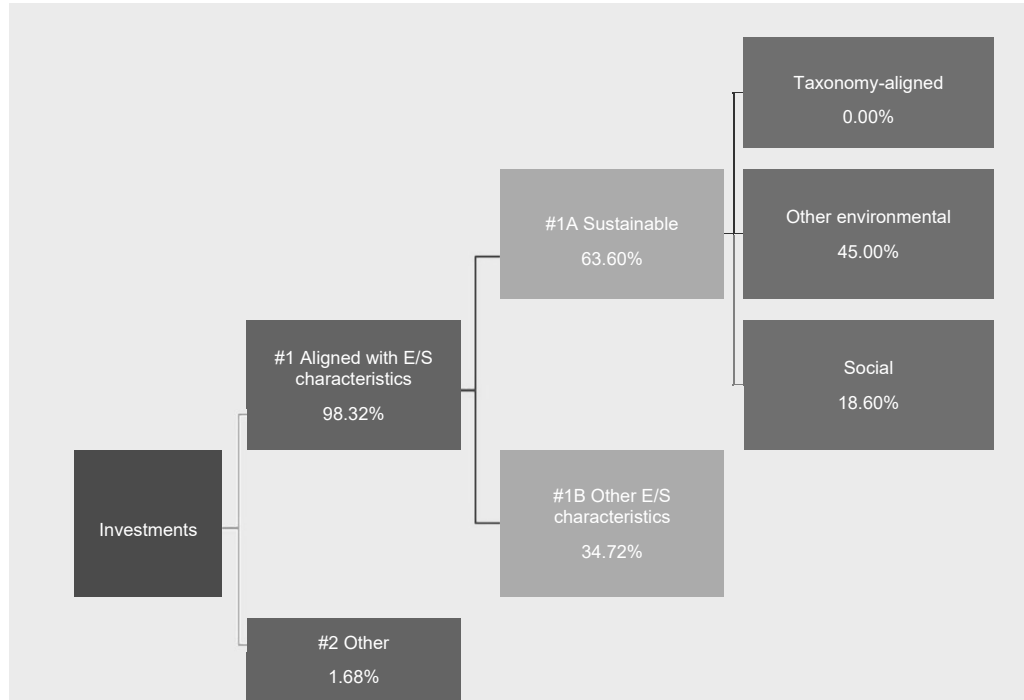 Taxonomy-aligned
0.00%
#1A Sustainable
63.60%
Other environmental
45.00%
#1 Aligned with E/S
characteristics
98.32%
Social
18.60%
Investments
#1B Other E/S
characteristics
34.72%
#2 Other
1.68%